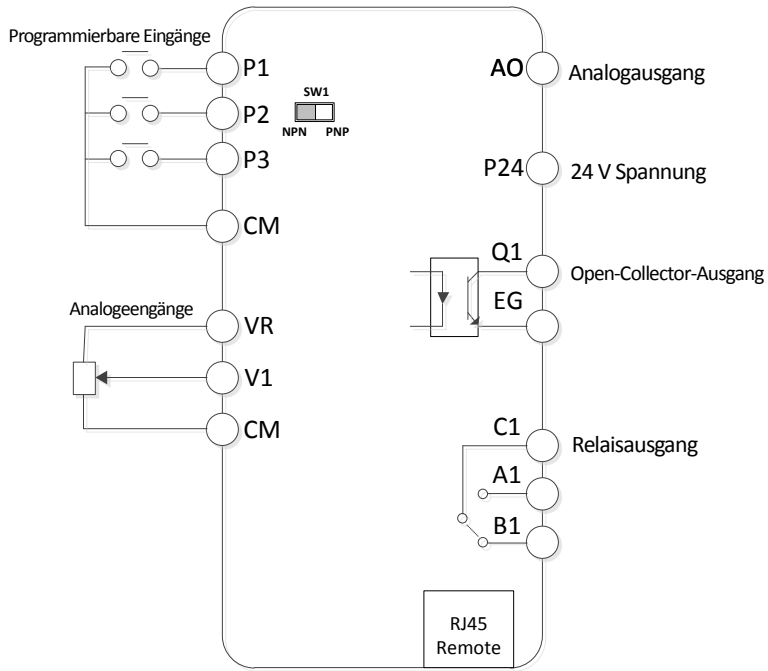 Programmierbare Eingänge
P1
SW1
P2
NPN PNP
P3
CM
Analogeengänge
VR
V1
CM
AO Analogausgang
P24 24 V Spannung
Q1
Open-Collector-Ausgang
EG
C1
Relaisausgang
A1
B1
RJ45
Remote